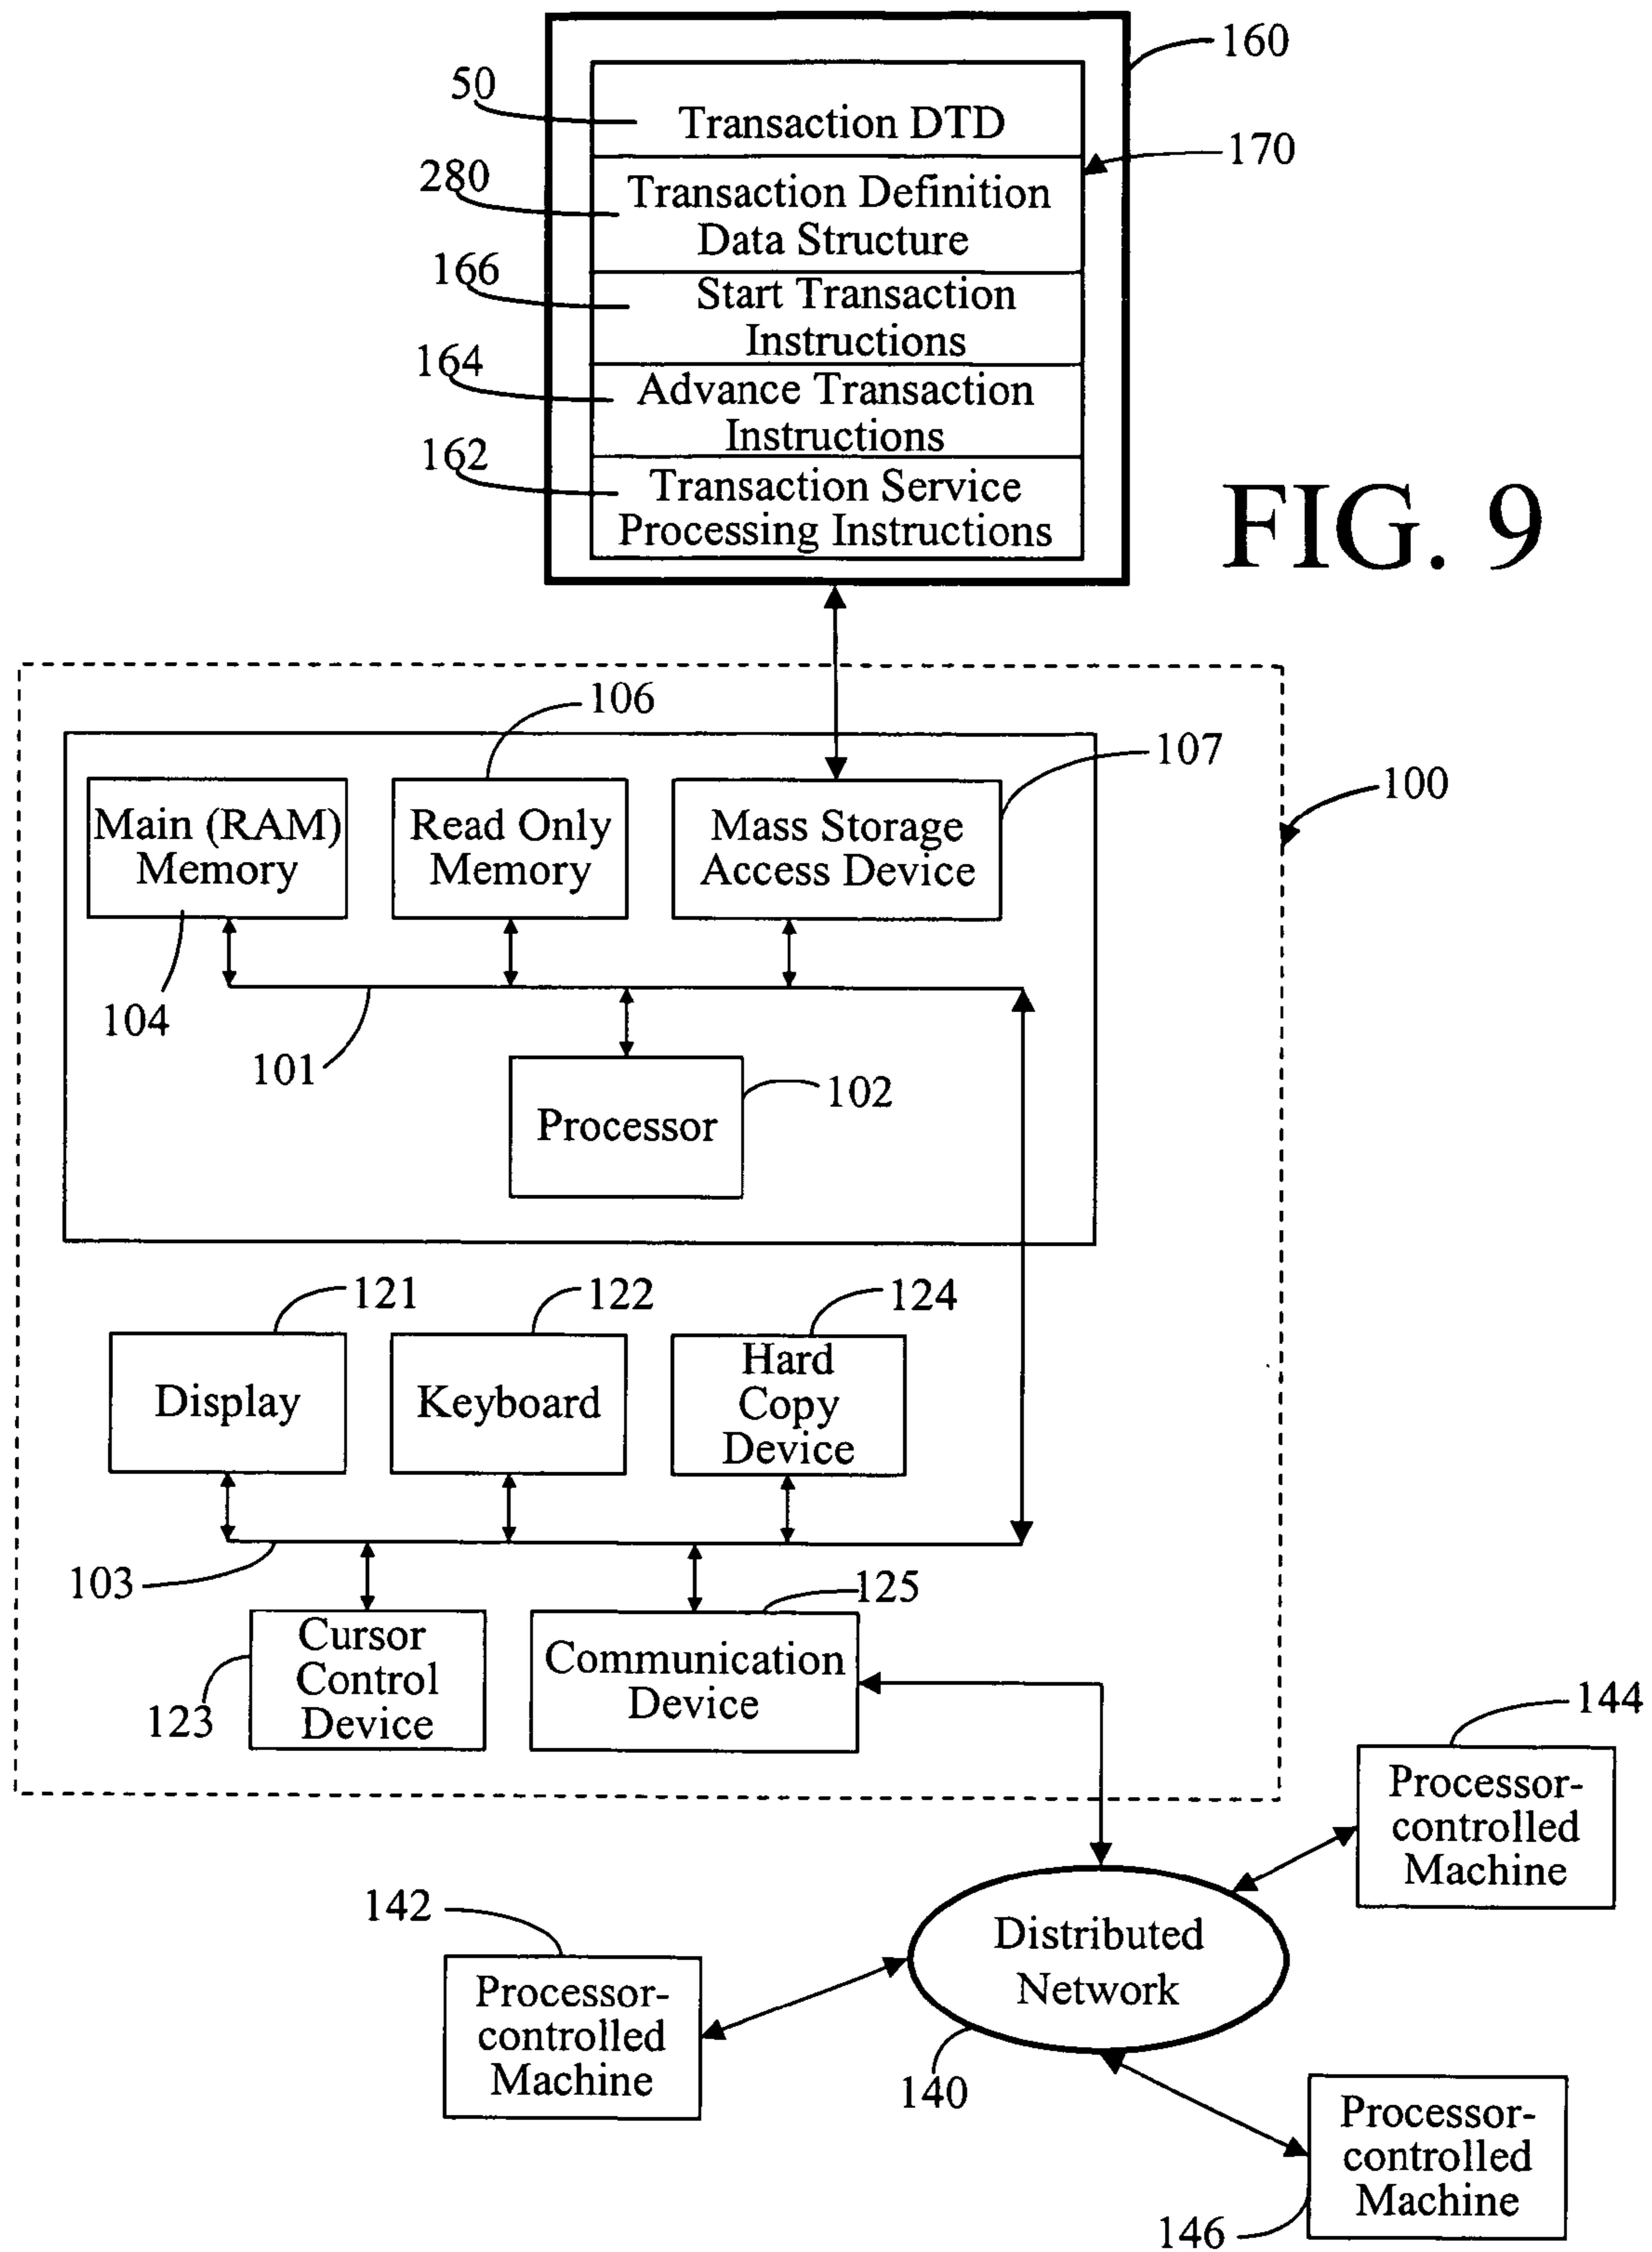 160
50
Transaction DTD
170
280
Transaction Definition
Data Structure
166
Start Transaction
Instructions
164
Advance Transaction
Instructions
162
Transaction Service
Processing Instructions
FIG. 9
106
107
100
Main (RAM)
Memory
Read Only
Memory
Mass Storage
Access Device
104
101
102
Processor
121
122
124
Display
Keyboard
Hard
Copy
Device
103
125
Cursor
Control
Device
123
Communication
Device
144
Processor-
controlled
Machine
142
Processor-
controlled
Machine
Distributed
Network
140
Processor-
controlled
Machine
146